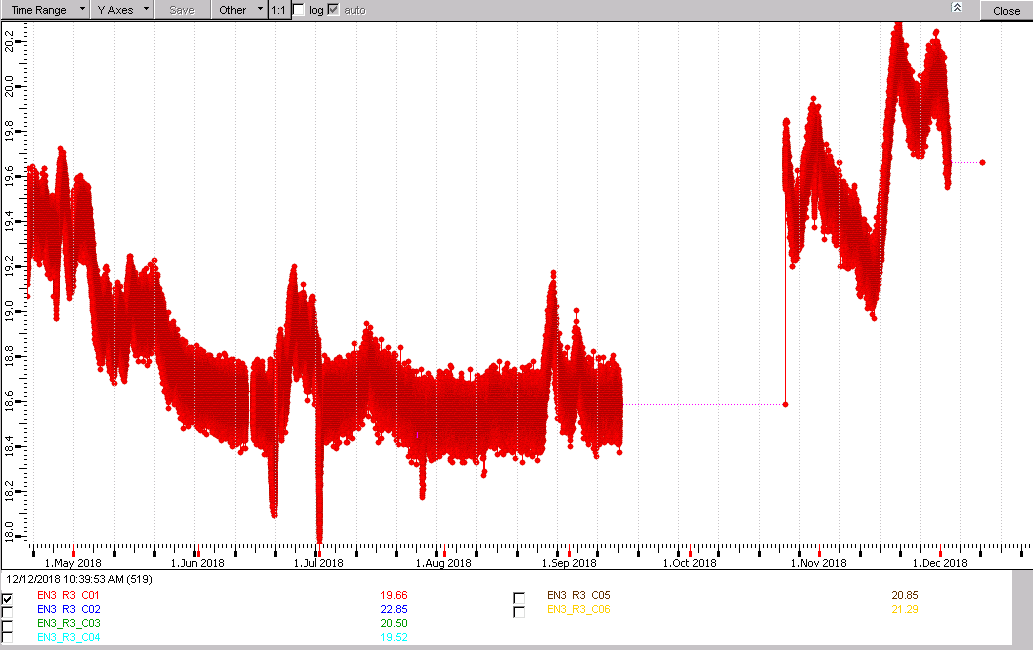 Time Range Y Axes Save Other 1:1 log auto Close
20.2
20.0
19.8
19.6
19.4
19.2
19.0
18.8
18.6
18.4
18.2
18.0
1.May 2018 1.Jun 2018 1.Jul 2018 1.Aug 2018 1.Sep 2018 1.Oct 2018 1.Nov 2018 1.Dec 2018
12/12/2018 10:39:53 AM (519)
EN3_R3_C01 19.66 EN3_R3_C05 20.85
EN3_R3_C02 22.85 EN3_R3_C06 21.29
EN3_R3_C03 20.50
EN3_R3_C04 19.52